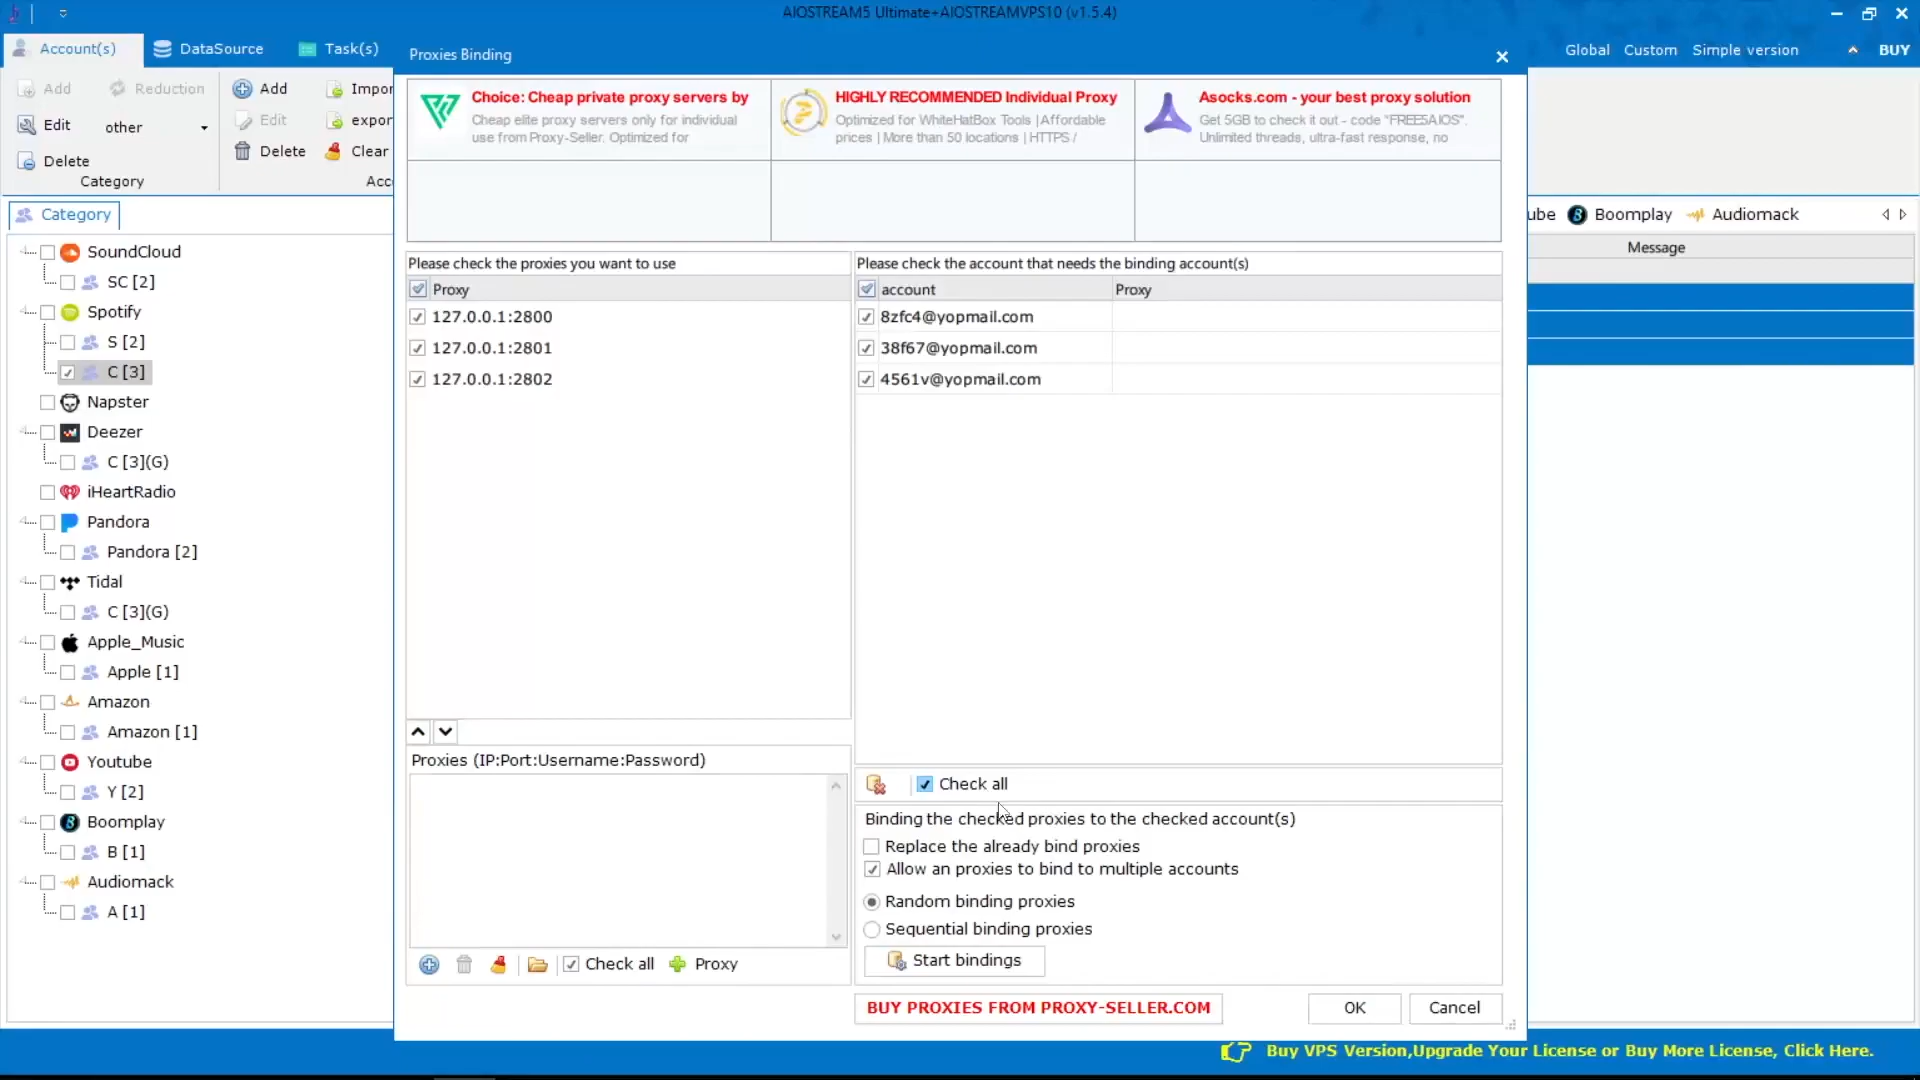 AIOSTREAM5 Ultimate+AIOSTREAMVPS10 (v1.5.4)
Account(s)
DataSource
Task(s)
Global
Custom
Simple version
BUY
Add
Reduction
Edit
other
Delete
Category
Add
Edit
Delete
Impor
expor
Clear
Acc
Proxies Binding
Choice: Cheap private proxy servers by
Cheap elite proxy servers only for individual
use from Proxy-Seller. Optimized for
HIGHLY RECOMMENDED Individual Proxy
Optimized for WhiteHatBox Tools |Affordable
prices | More than 50 locations | HTTPS /
Asocks.com - your best proxy solution
Get 5GB to check it out - code "FREE5AIOS".
Unlimited threads, ultra-fast response, no
Category
SoundCloud
SC [2]
Spotify
S [2]
C [3]
Napster
Deezer
C [3](G)
iHeartRadio
Pandora
Pandora [2]
Tidal
C [3](G)
Apple_Music
Apple [1]
Amazon
Amazon [1]
Youtube
Y [2]
Boomplay
B [1]
Audiomack
A [1]
Please check the proxies you want to use
Proxy
127.0.0.1:2800
127.0.0.1:2801
127.0.0.1:2802
Proxies (IP:Port:Username:Password)
Check all
Proxy
Please check the account that needs the binding account(s)
account
Proxy
8zfc4@yopmail.com
38f67@yopmail.com
4561v@yopmail.com
Check all
Binding the checked proxies to the checked account(s)
Replace the already bind proxies
Allow an proxies to bind to multiple accounts
Random binding proxies
Sequential binding proxies
Start bindings
BUY PROXIES FROM PROXY-SELLER.COM
OK
Cancel
ube
Boomplay
Audiomack
Message
Buy VPS Version,Upgrade Your License or Buy More License, Click Here.